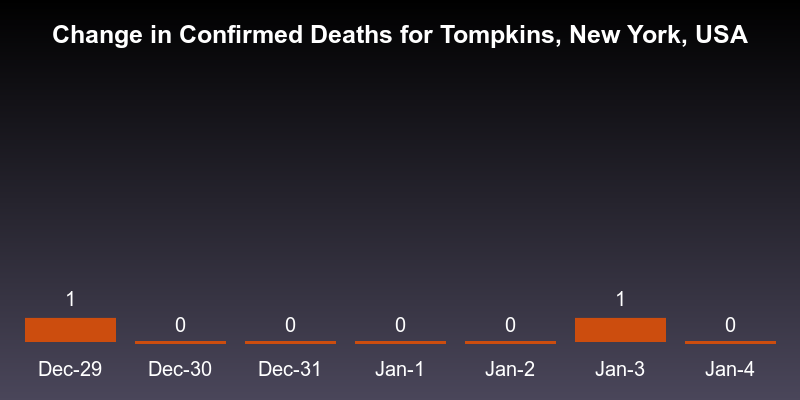 Change in Confirmed Deaths for Tompkins, New York, USA
1 0 0 0 0 1 0
Dec-29 Dec-30 Dec-31 Jan-1 Jan-2 Jan-3 Jan-4